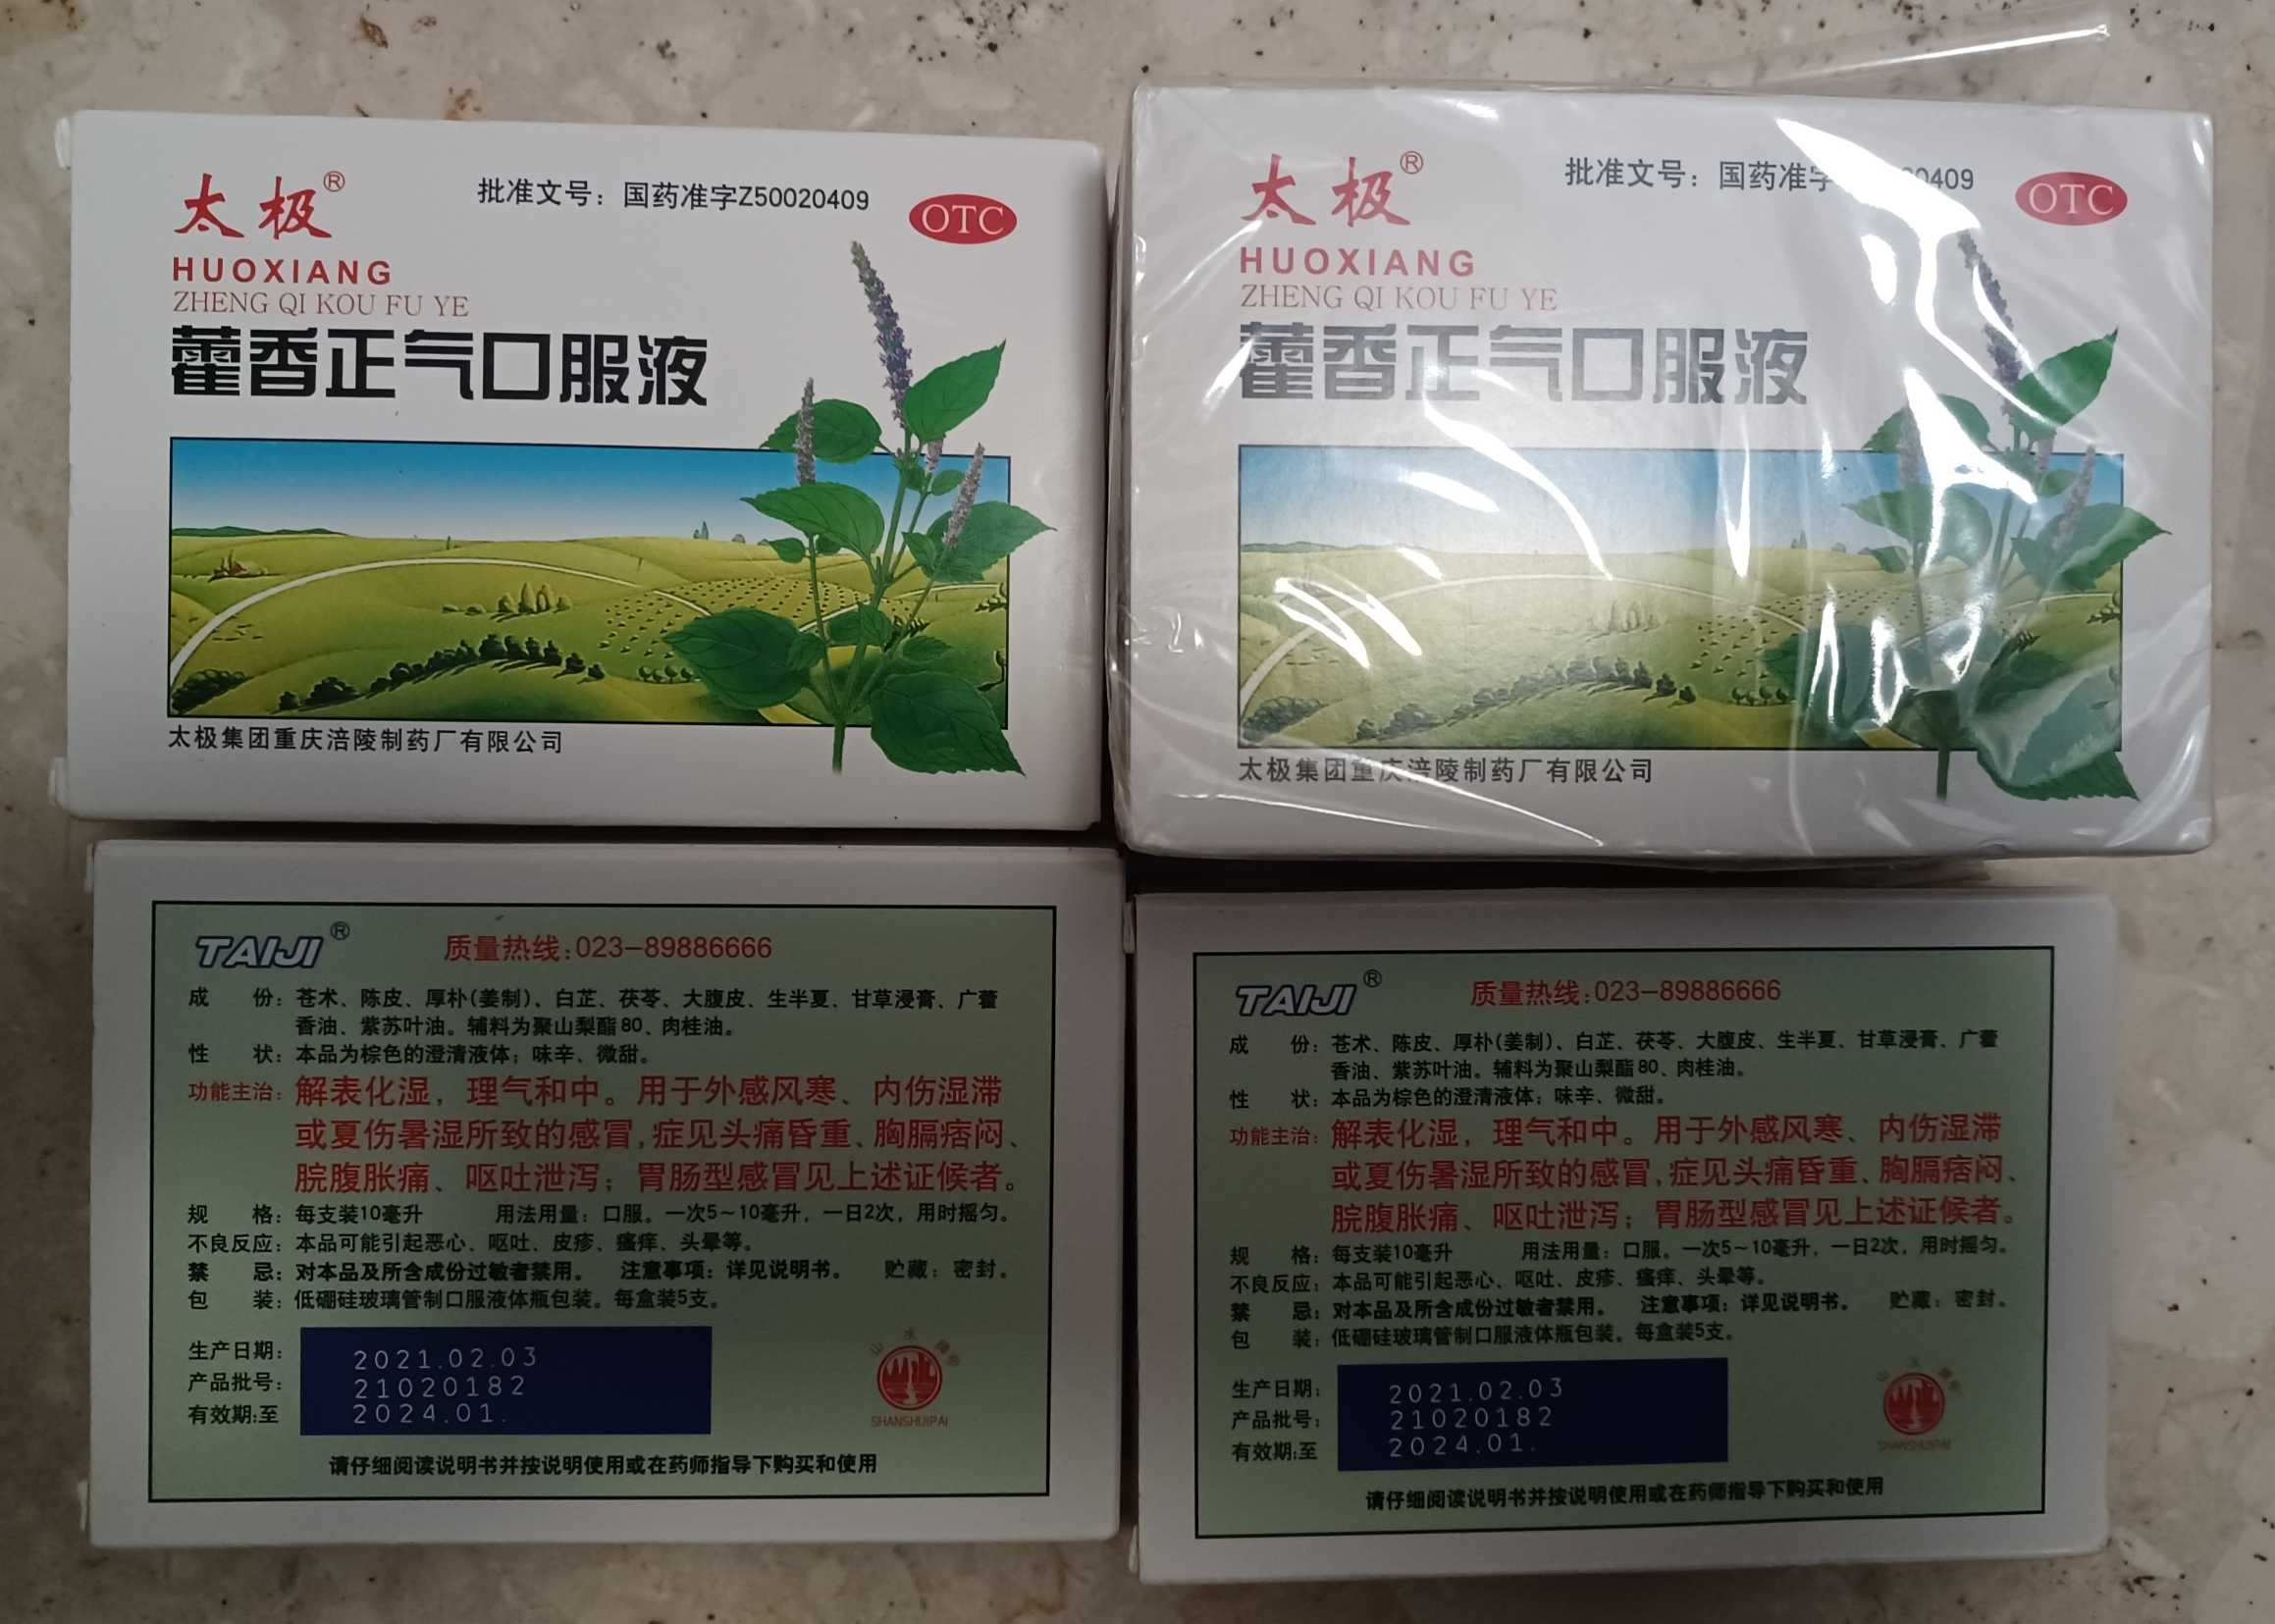 太极®
批准文号：国药准字Z50020409
OTC
HUOXIANG
ZHENG QI KOU FU YE
藿香正气口服液
太极集团重庆涪陵制药厂有限公司
太极®
批准文号：国药准字 0409
OTC
HUOXIANG
ZHENG QI KOU FU YE
藿香正气口服液
太极集团重庆涪陵制药厂有限公司
TAIJI®
质量热线:023-89886666
成 份：苍术、陈皮、厚朴(姜制)、白芷、茯苓、大腹皮、生半夏、甘草浸膏、广藿
香油、紫苏叶油。辅料为聚山梨酯80、肉桂油。
性 状：本品为棕色的澄清液体；味辛、微甜。
功能主治：解表化湿，理气和中。用于外感风寒、内伤湿滞
或夏伤暑湿所致的感冒,症见头痛昏重、胸膈痞闷、
脘腹胀痛、呕吐泄泻；胃肠型感冒见上述证候者。
规 格：每支装10毫升 用法用量：口服。一次5～10毫升，一日2次，用时摇匀。
不良反应：本品可能引起恶心、呕吐、皮疹、瘙痒、头晕等。
禁 忌：对本品及所含成份过敏者禁用。 注意事项：详见说明书。 贮藏：密封。
包 装：低硼硅玻璃管制口服液体瓶包装。每盒装5支。
生产日期：2021.02.03
产品批号：21020182
有效期:至 2024.01.
山水牌
SHANSHUIPAI
请仔细阅读说明书并按说明使用或在药师指导下购买和使用
TAIJI®
质量热线:023-89886666
成 份：苍术、陈皮、厚朴(姜制)、白芷、茯苓、大腹皮、生半夏、甘草浸膏、广藿
香油、紫苏叶油。辅料为聚山梨酯80、肉桂油。
性 状：本品为棕色的澄清液体；味辛、微甜。
功能主治：解表化湿，理气和中。用于外感风寒、内伤湿滞
或夏伤暑湿所致的感冒,症见头痛昏重、胸膈痞闷、
脘腹胀痛、呕吐泄泻；胃肠型感冒见上述证候者。
规 格：每支装10毫升 用法用量：口服。一次5～10毫升，一日2次，用时摇匀。
不良反应：本品可能引起恶心、呕吐、皮疹、瘙痒、头晕等。
禁 忌：对本品及所含成份过敏者禁用。 注意事项：详见说明书。 贮藏：密封。
包 装：低硼硅玻璃管制口服液体瓶包装。每盒装5支。
生产日期：2021.02.03
产品批号：21020182
有效期:至 2024.01.
SHANSHUIPAI
请仔细阅读说明书并按说明使用或在药师指导下购买和使用